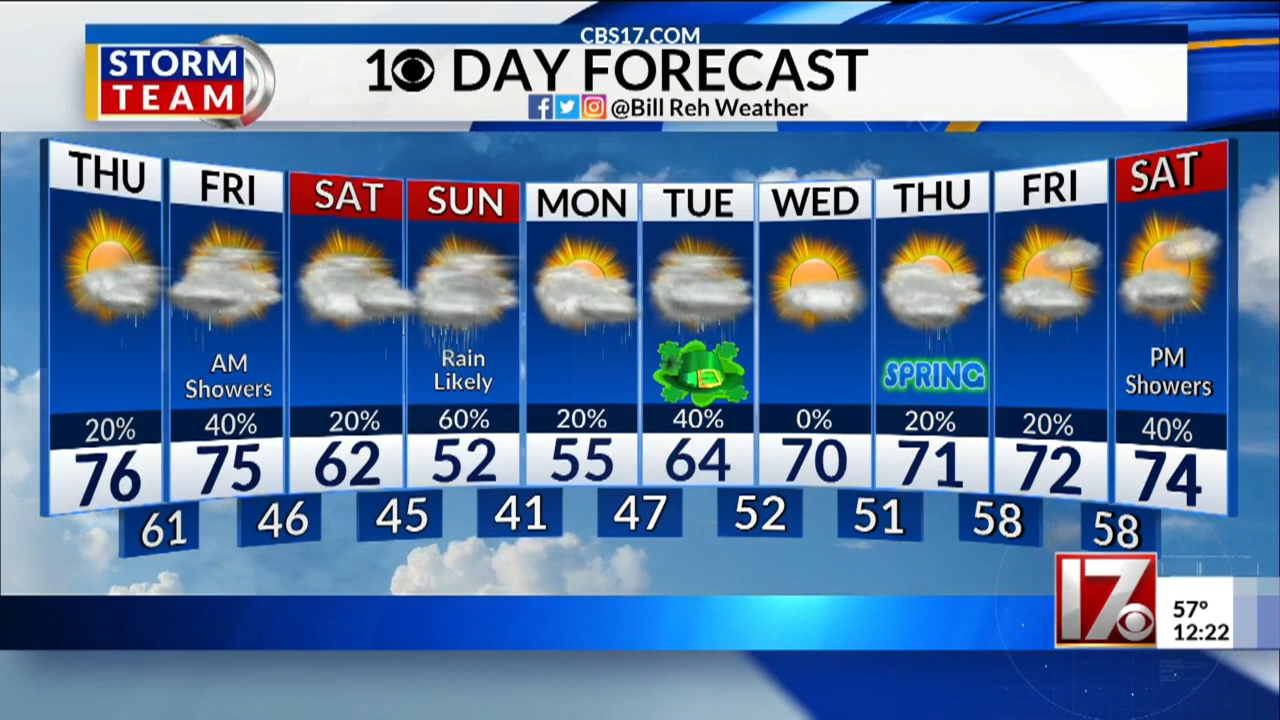 CBS17.COM
STORM
TEAM
10 DAY FORECAST
@Bill Reh Weather
THU FRI SAT SUN MON TUE WED THU FRI SAT
AM
Showers
Rain
Likely
SPRING
PM
Showers
20% 40% 20% 60% 20% 40% 0% 20% 20% 40%
76 75 62 52 55 64 70 71 72 74
61 46 45 41 47 52 51 58 58
17
57°
12:22